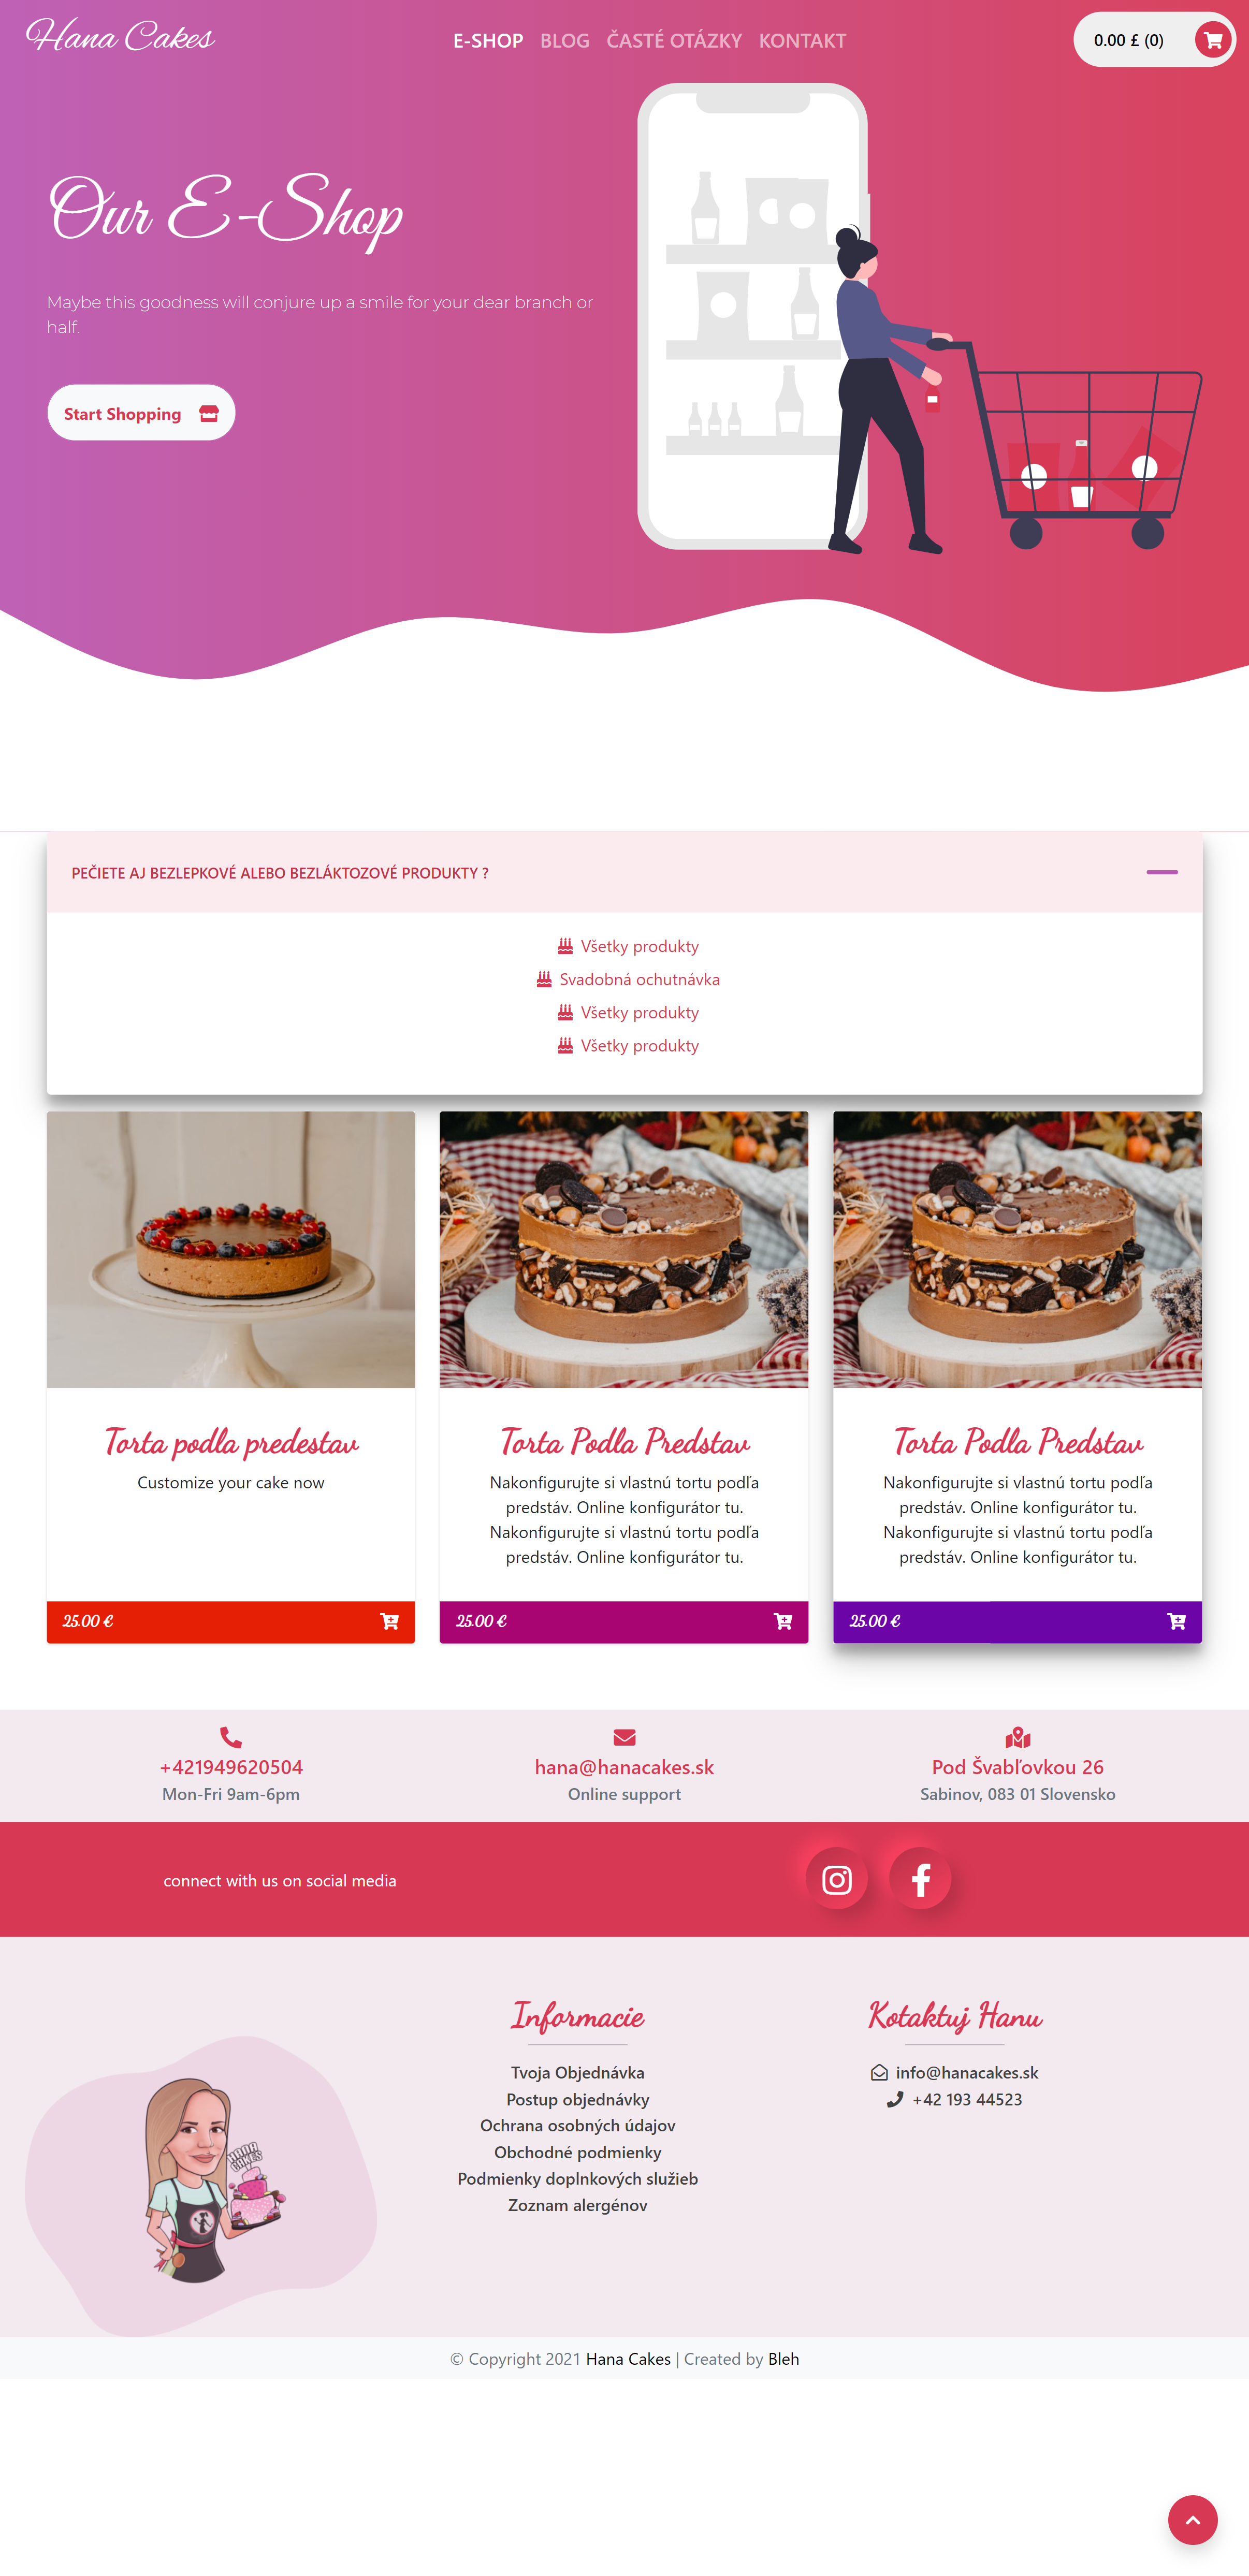 Hana Cakes
E-SHOP BLOG ČASTÉ OTÁZKY KONTAKT
0.00 £ (0)
Our E-Shop
Maybe this goodness will conjure up a smile for your dear branch or
half.
Start Shopping
PEČIETE AJ BEZLEPKOVÉ ALEBO BEZLÁKTOZOVÉ PRODUKTY ?
Všetky produkty
Svadobná ochutnávka
Všetky produkty
Všetky produkty
Torta podla predestav
Customize your cake now
25.00 €
Torta Podla Predstav
Nakonfigurujte si vlastnú tortu podľa
predstáv. Online konfigurátor tu.
Nakonfigurujte si vlastnú tortu podľa
predstáv. Online konfigurátor tu.
25.00 €
Torta Podla Predstav
Nakonfigurujte si vlastnú tortu podľa
predstáv. Online konfigurátor tu.
Nakonfigurujte si vlastnú tortu podľa
predstáv. Online konfigurátor tu.
25.00 €
+421949620504
Mon-Fri 9am-6pm
hana@hanacakes.sk
Online support
Pod Švabľovkou 26
Sabinov, 083 01 Slovensko
connect with us on social media
HANA
CAKES
Informacie
Tvoja Objednávka
Postup objednávky
Ochrana osobných údajov
Obchodné podmienky
Podmienky doplnkových služieb
Zoznam alergénov
Kotaktuj Hanu
info@hanacakes.sk
+42 193 44523
© Copyright 2021 Hana Cakes | Created by Bleh